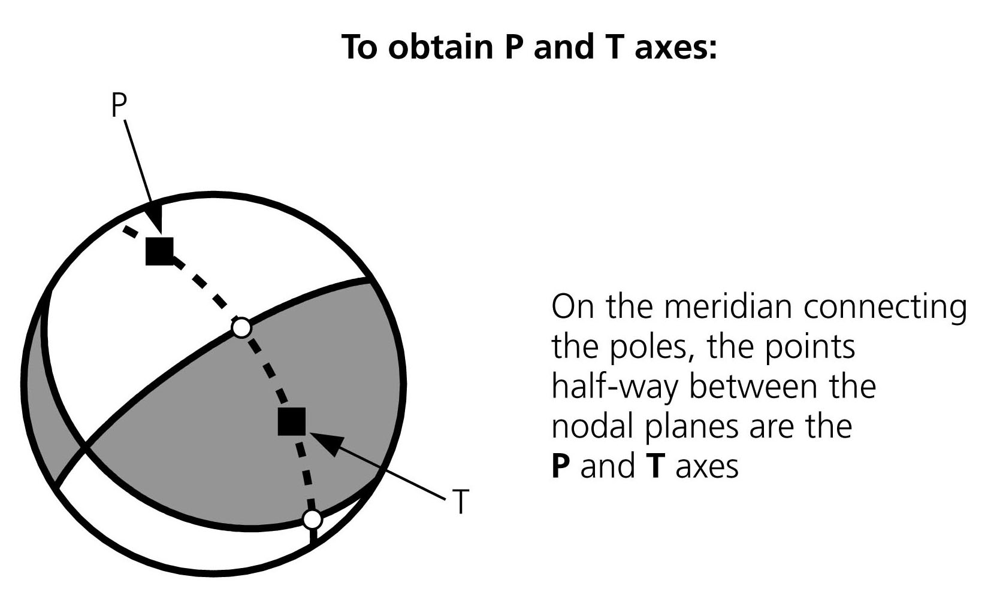 To obtain P and T axes:
P
On the meridian connecting
the poles, the points
half-way between the
nodal planes are the
P and T axes
T